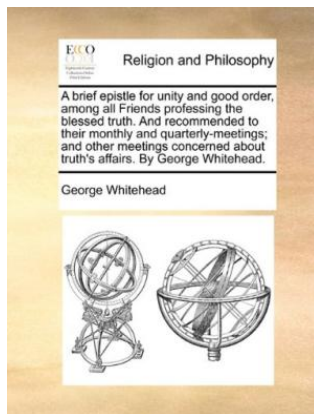 ECCO
Religion and Philosophy
A brief epistle for unity and good order,
among all Friends professing the
blessed truth. And recommended to
their monthly and quarterly-meetings;
and other meetings concerned about
truth's affairs. By George Whitehead.
George Whitehead